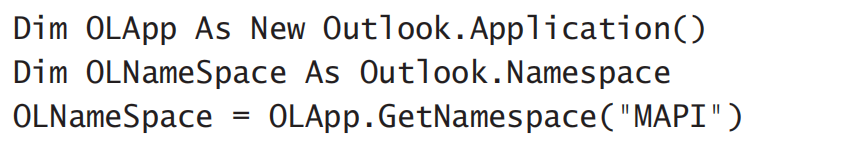 Dim OLApp As New Outlook.Application()
Dim OLNameSpace As Outlook.Namespace
OLNameSpace = OLApp.GetNamespace("MAPI")